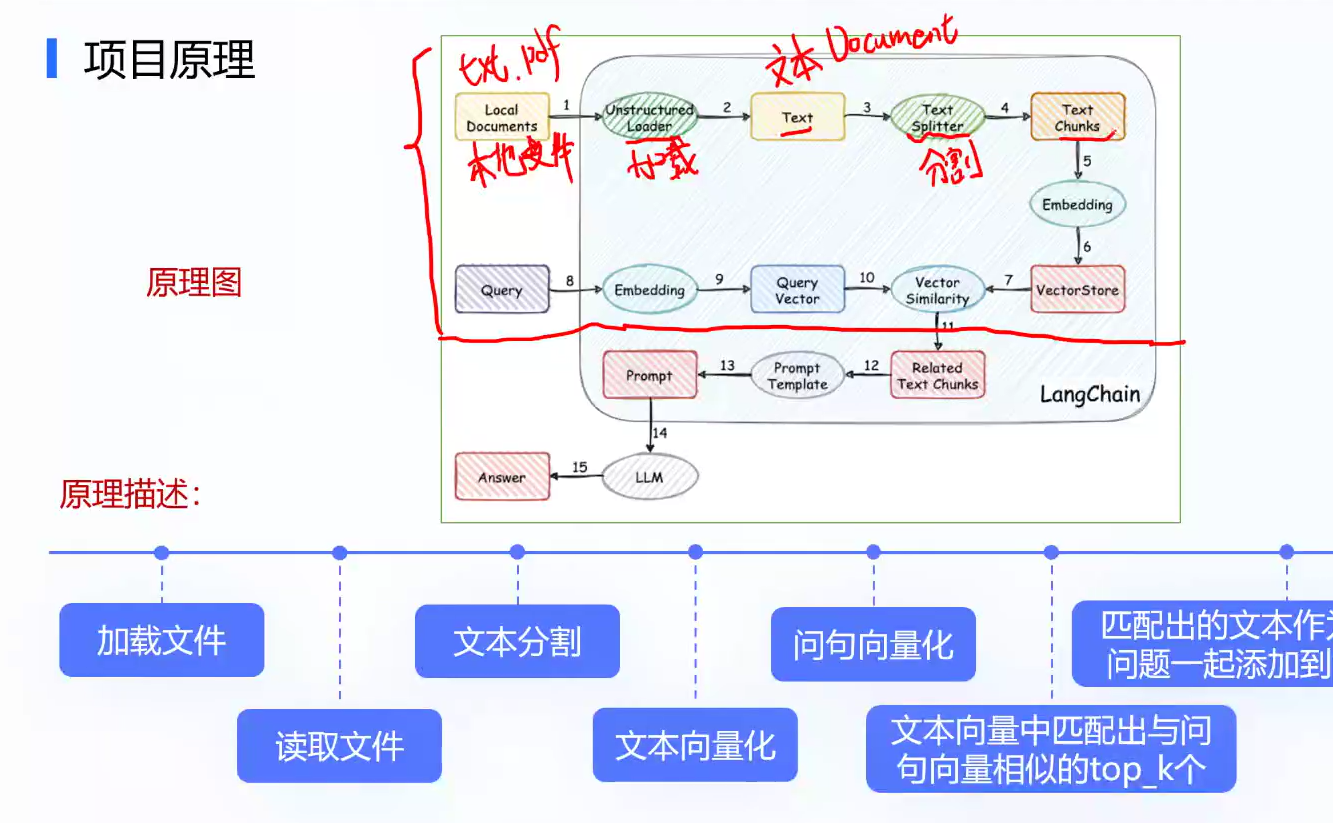 项目原理
txt.pdf
文本 Document
Local
Documents
1
Unstructured
Loader
2
Text
3
Text
Splitter
4
Text
Chunks
本地文件
加载
分割
5
Embedding
6
原理图
Query
8
Embedding
9
Query
Vector
10
Vector
Similarity
7
VectorStore
11
Prompt
13
Prompt
Template
12
Related
Text Chunks
LangChain
14
Answer
15
LLM
原理描述：
加载文件
读取文件
文本分割
文本向量化
问句向量化
文本向量中匹配出与问
句向量相似的top_k个
匹配出的文本作
问题一起添加到